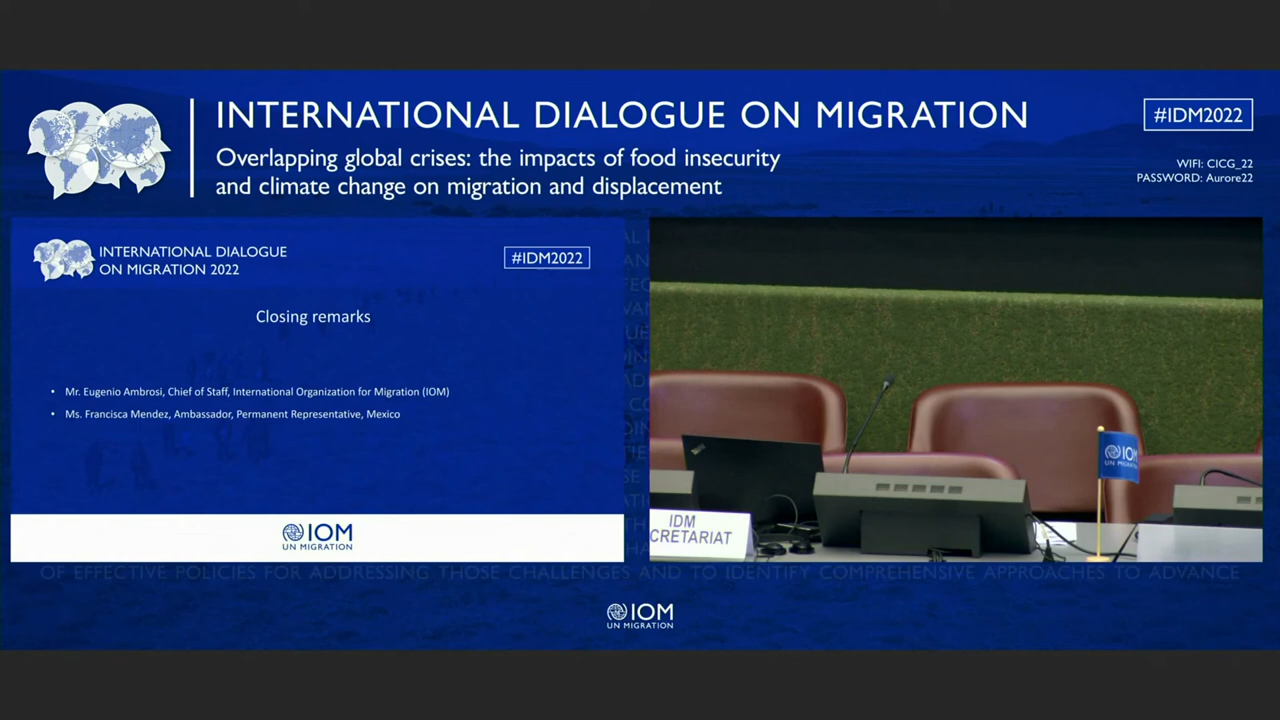 INTERNATIONAL DIALOGUE ON MIGRATION
Overlapping global crises: the impacts of food insecurity
and climate change on migration and displacement
#IDM2022
WIFI: CICG_22
PASSWORD: Aurore22
INTERNATIONAL DIALOGUE
ON MIGRATION 2022
#IDM2022
Closing remarks
• Mr. Eugenio Ambrosi, Chief of Staff, International Organization for Migration (IOM)
• Ms. Francisca Mendez, Ambassador, Permanent Representative, Mexico
IOM
UN MIGRATION
IOM
IDM
CRETARIAT
OF EFFECTIVE POLICIES FOR ADDRESSING THOSE CHALLENGES AND TO IDENTIFY COMPREHENSIVE APPROACHES TO ADVANCE
IOM
UN MIGRATION